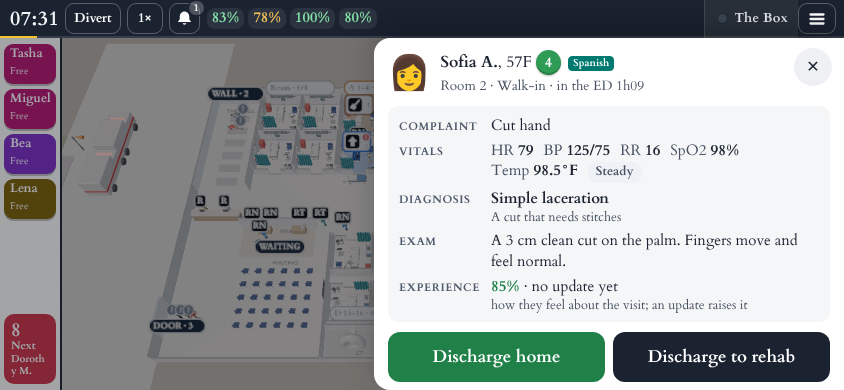 07:31 Divert 1× 1 83% 78% 100% 80% The Box
Tasha
Free
Miguel
Free
Bea
Free
Lena
Free
8
Next
Doroth
y M.
WALL · 2
R R
RN RN RT RT RN
RN
WAITING
WAITING
DOOR · 3
Sofia A., 57F 4 Spanish
Room 2 · Walk-in · in the ED 1h09
×
COMPLAINT Cut hand
VITALS HR 79 BP 125/75 RR 16 SpO2 98%
Temp 98.5°F Steady
DIAGNOSIS Simple laceration
A cut that needs stitches
EXAM A 3 cm clean cut on the palm. Fingers move and
feel normal.
EXPERIENCE 85% · no update yet
how they feel about the visit; an update raises it
Discharge home Discharge to rehab